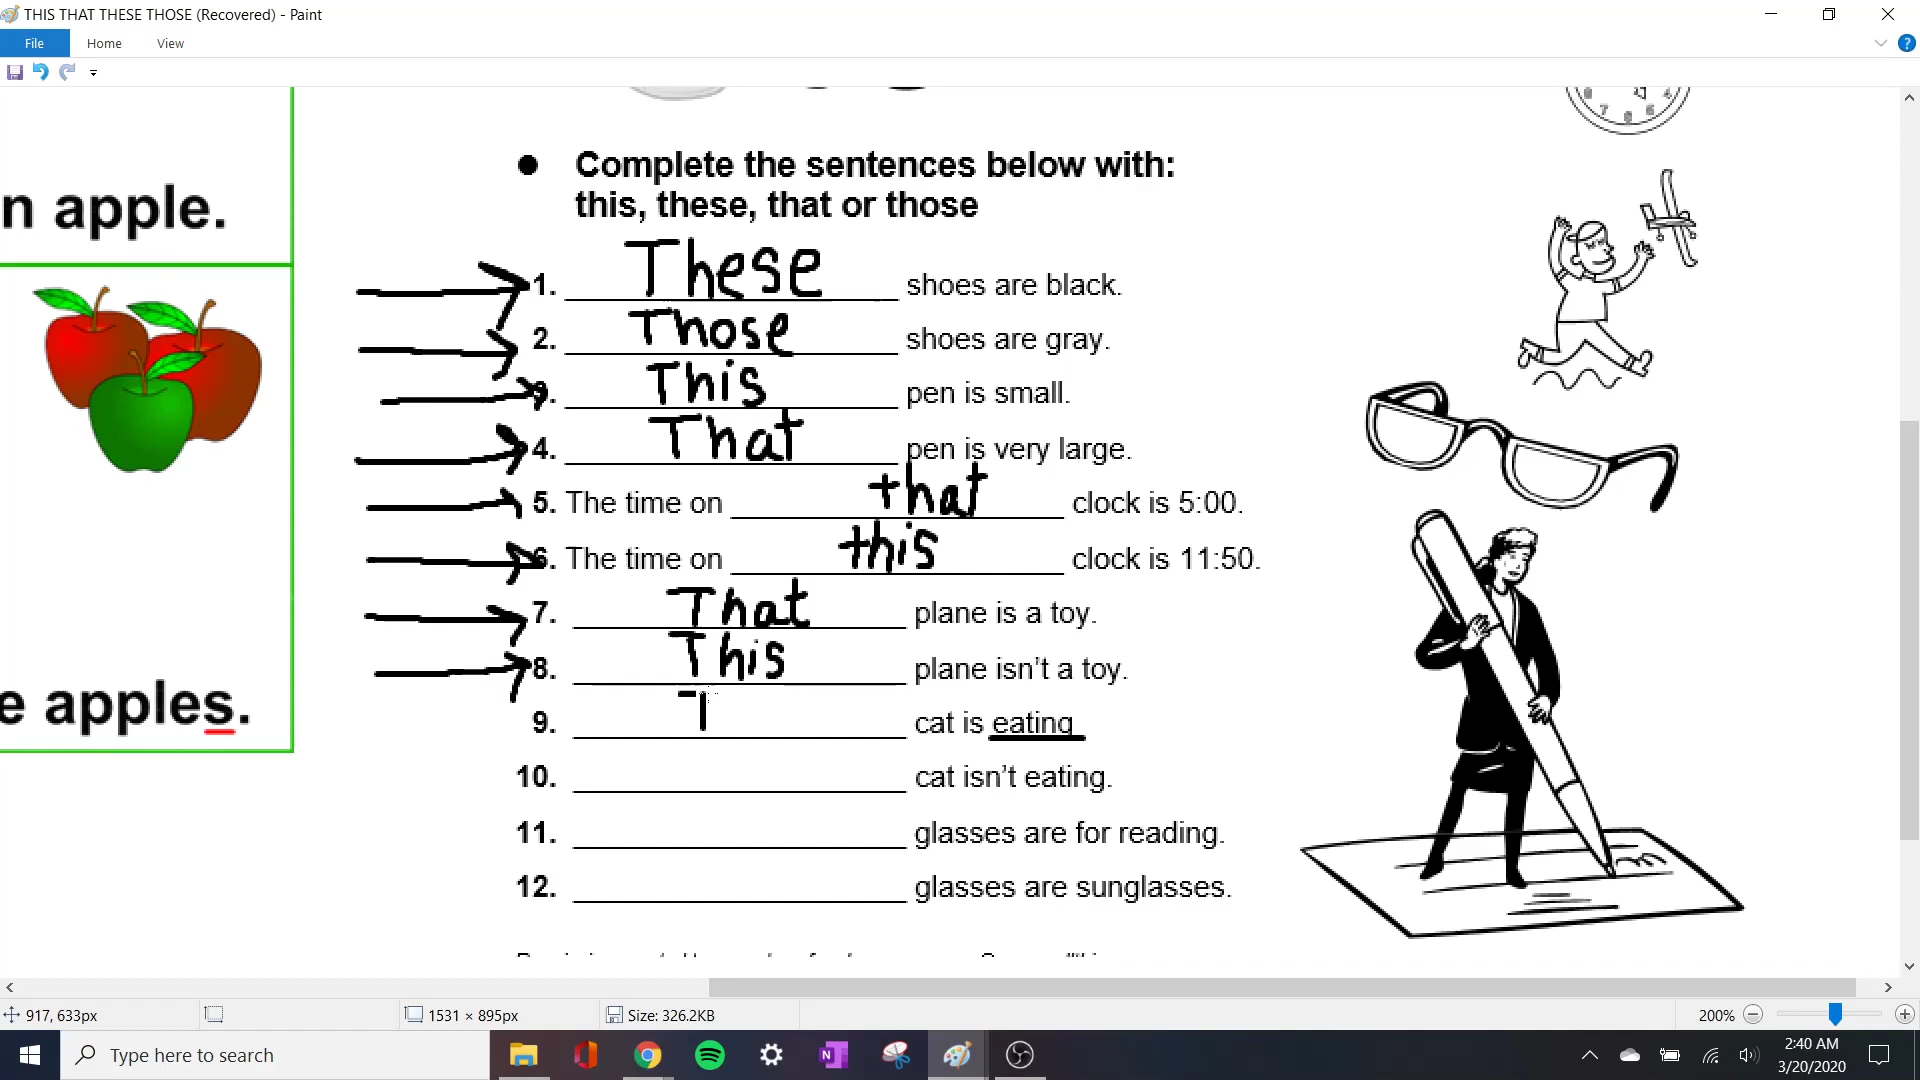 THIS THAT THESE THOSE (Recovered) - Paint
File Home View
n apple.
e apples.
● Complete the sentences below with:
this, these, that or those
1. These shoes are black.
2. Those shoes are gray.
3. This pen is small.
4. That pen is very large.
5. The time on that clock is 5:00.
6. The time on this clock is 11:50.
7. That plane is a toy.
8. This plane isn't a toy.
9. T cat is eating
10. cat isn't eating.
11. glasses are for reading.
12. glasses are sunglasses.
8 7 6 5 4
917, 633px 1531 × 895px Size: 326.2KB 200%
Type here to search 2:40 AM
3/20/2020